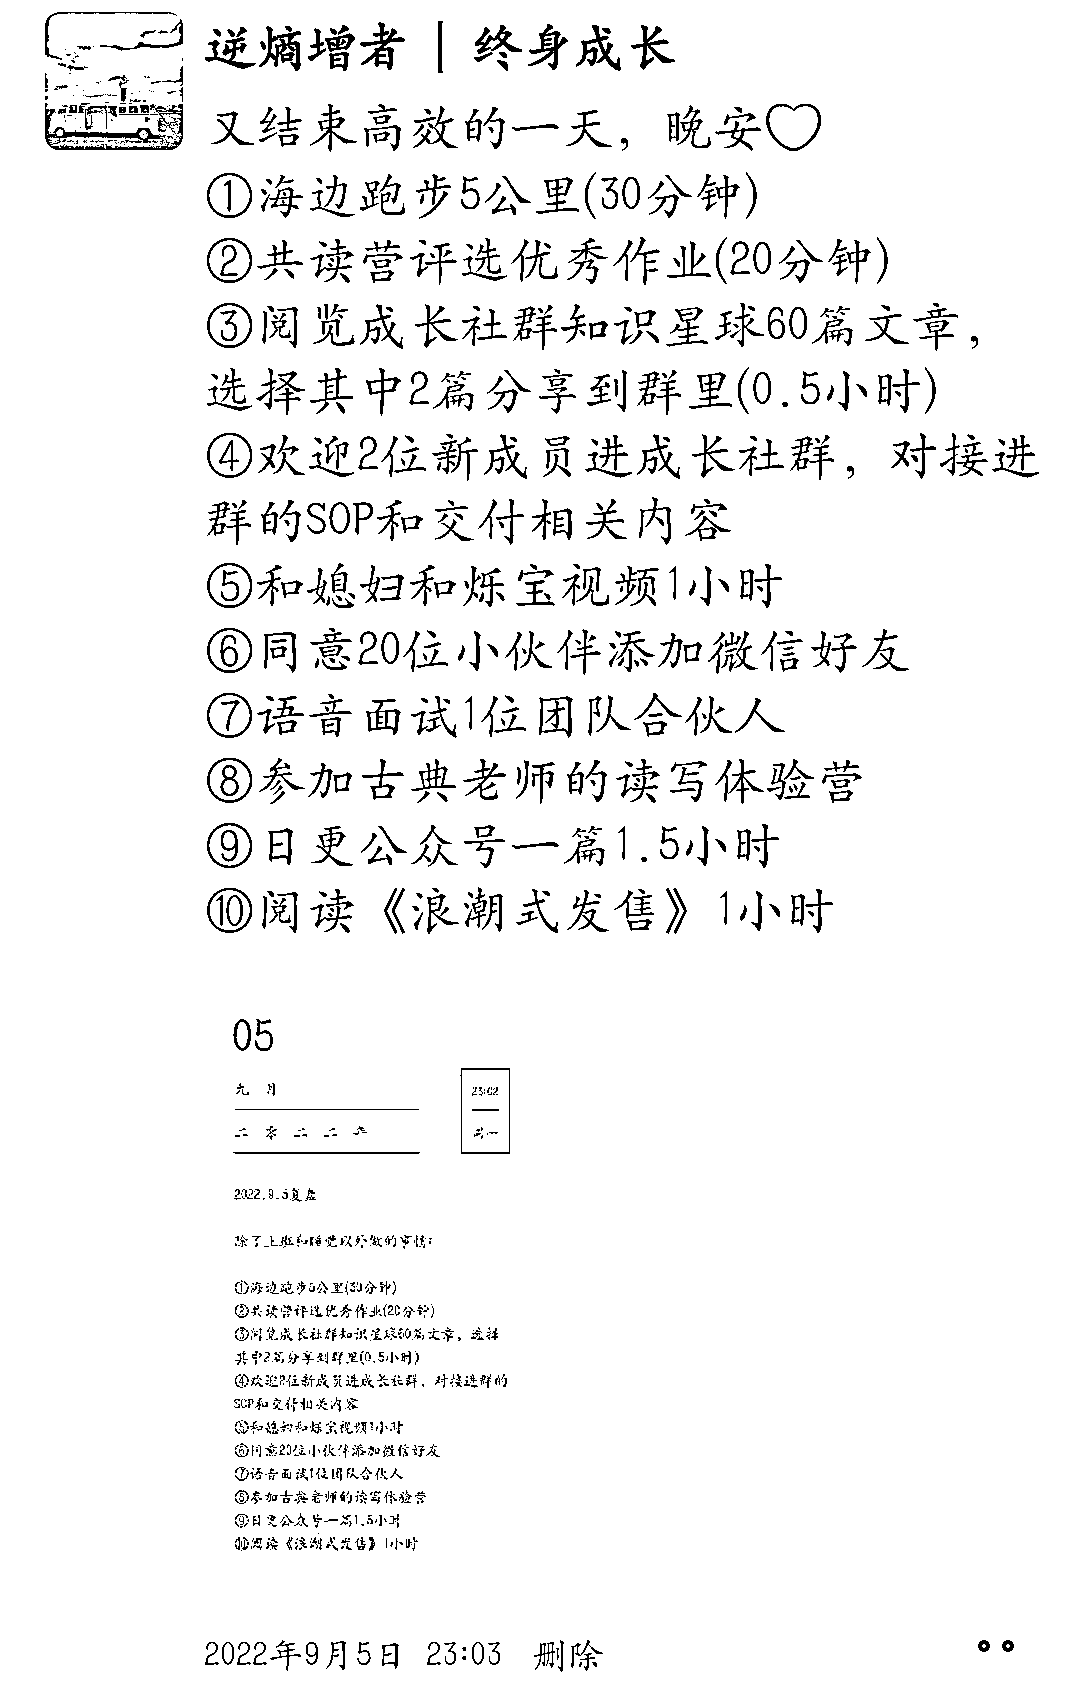 逆熵增者 | 终身成长
又结束高效的一天，晚安♡
①海边跑步5公里(30分钟)
②共读营评选优秀作业(20分钟)
③阅览成长社群知识星球60篇文章，
选择其中2篇分享到群里(0.5小时)
④欢迎2位新成员进成长社群，对接进
群的SOP和交付相关内容
⑤和媳妇和烁宝视频1小时
⑥同意20位小伙伴添加微信好友
⑦语音面试1位团队合伙人
⑧参加古典老师的读写体验营
⑨日更公众号一篇1.5小时
⑩阅读《浪潮式发售》1小时
05
九 月
23:02
二 零 二 二 年
周一
2022.9.5复盘
除了上班和睡觉以外做的事情：
①海边跑步5公里(30分钟)
②共读营评选优秀作业(20分钟)
③阅览成长社群知识星球60篇文章，选择
其中2篇分享到群里(0.5小时)
④欢迎2位新成员进成长社群，对接进群的
SOP和交付相关内容
⑤和媳妇和烁宝视频1小时
⑥同意20位小伙伴添加微信好友
⑦语音面试1位团队合伙人
⑧参加古典老师的读写体验营
⑨日更公众号一篇1.5小时
⑩阅读《浪潮式发售》1小时
2022年9月5日 23:03 删除